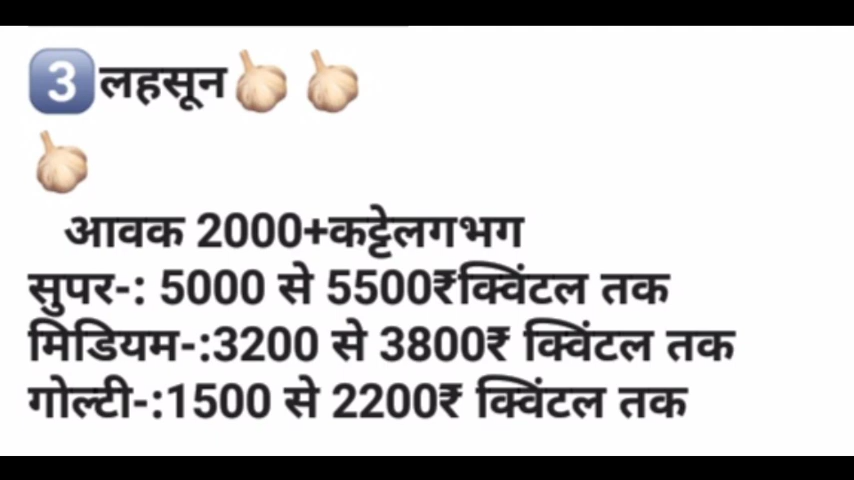 3️⃣लहसून🧄🧄
🧄
आवक 2000+कट्टेलगभग
सुपर-: 5000 से 5500₹क्विंटल तक
मिडियम-:3200 से 3800₹ क्विंटल तक
गोल्टी-:1500 से 2200₹ क्विंटल तक